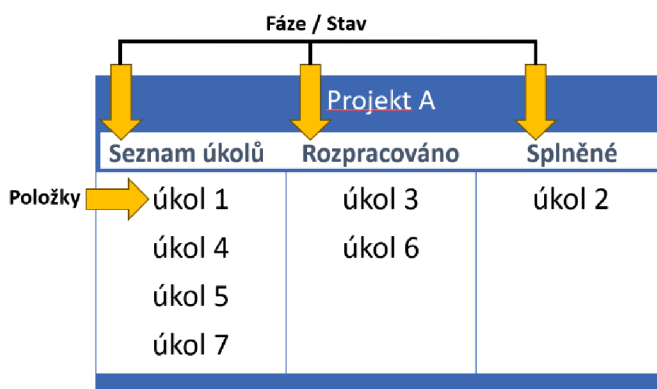 Fáze / Stav
Projekt A
Seznam úkolů Rozpracováno Splněné
Položky úkol 1 úkol 3 úkol 2
úkol 4 úkol 6
úkol 5
úkol 7